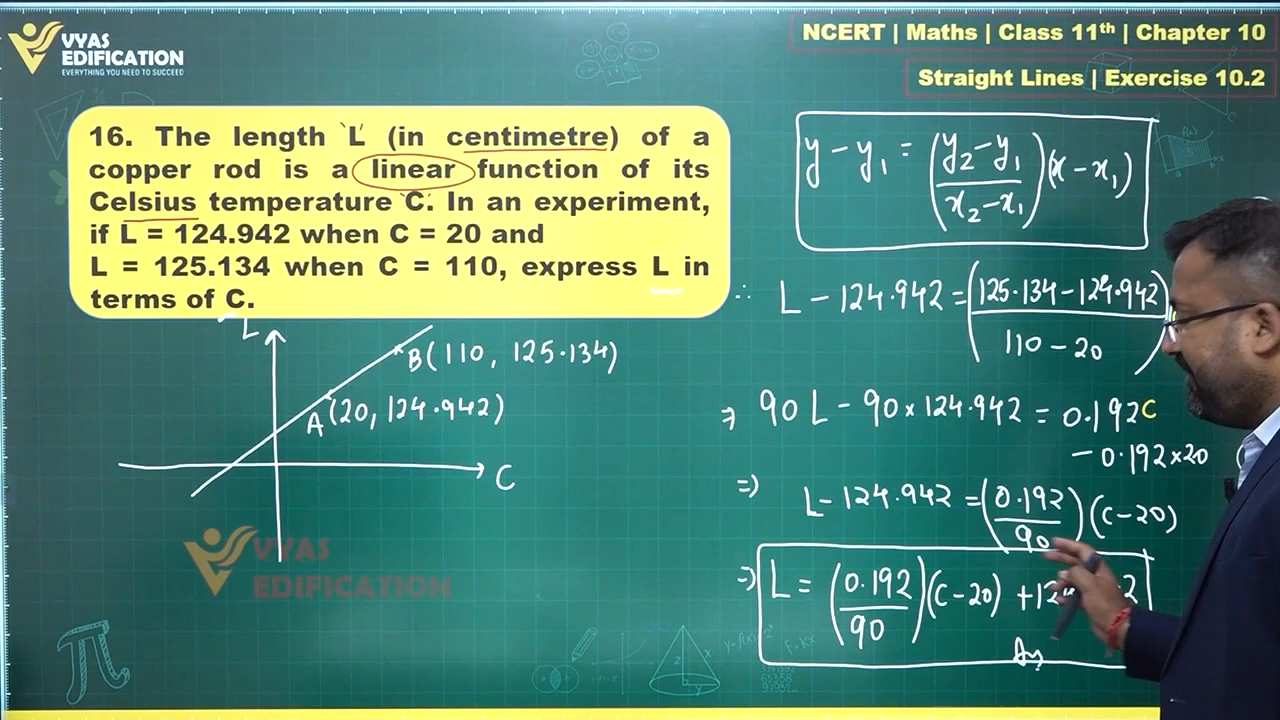 VYAS
EDIFICATION
EVERYTHING YOU NEED TO SUCCEED
NCERT | Maths | Class 11th | Chapter 10
Straight Lines | Exercise 10.2
16. The length 'L' (in centimetre) of a
copper rod is a linear function of its
Celsius temperature 'C'. In an experiment,
if L = 124.942 when C = 20 and
L = 125.134 when C = 110, express L in
terms of C.
L
B(110, 125.134)
A(20, 124.942)
C
y - y₁ = (y₂ - y₁ / x₂ - x₁)(x - x₁)
∴ L - 124.942 = (125.134 - 124.942 / 110 - 20)
⇒ 90 L - 90 × 124.942 = 0.192C
- 0.192 × 20
⇒ L - 124.942 = (0.192 / 90)(C - 20)
⇒ L = (0.192 / 90)(C - 20) +
Ans
VYAS
EDIFICATION